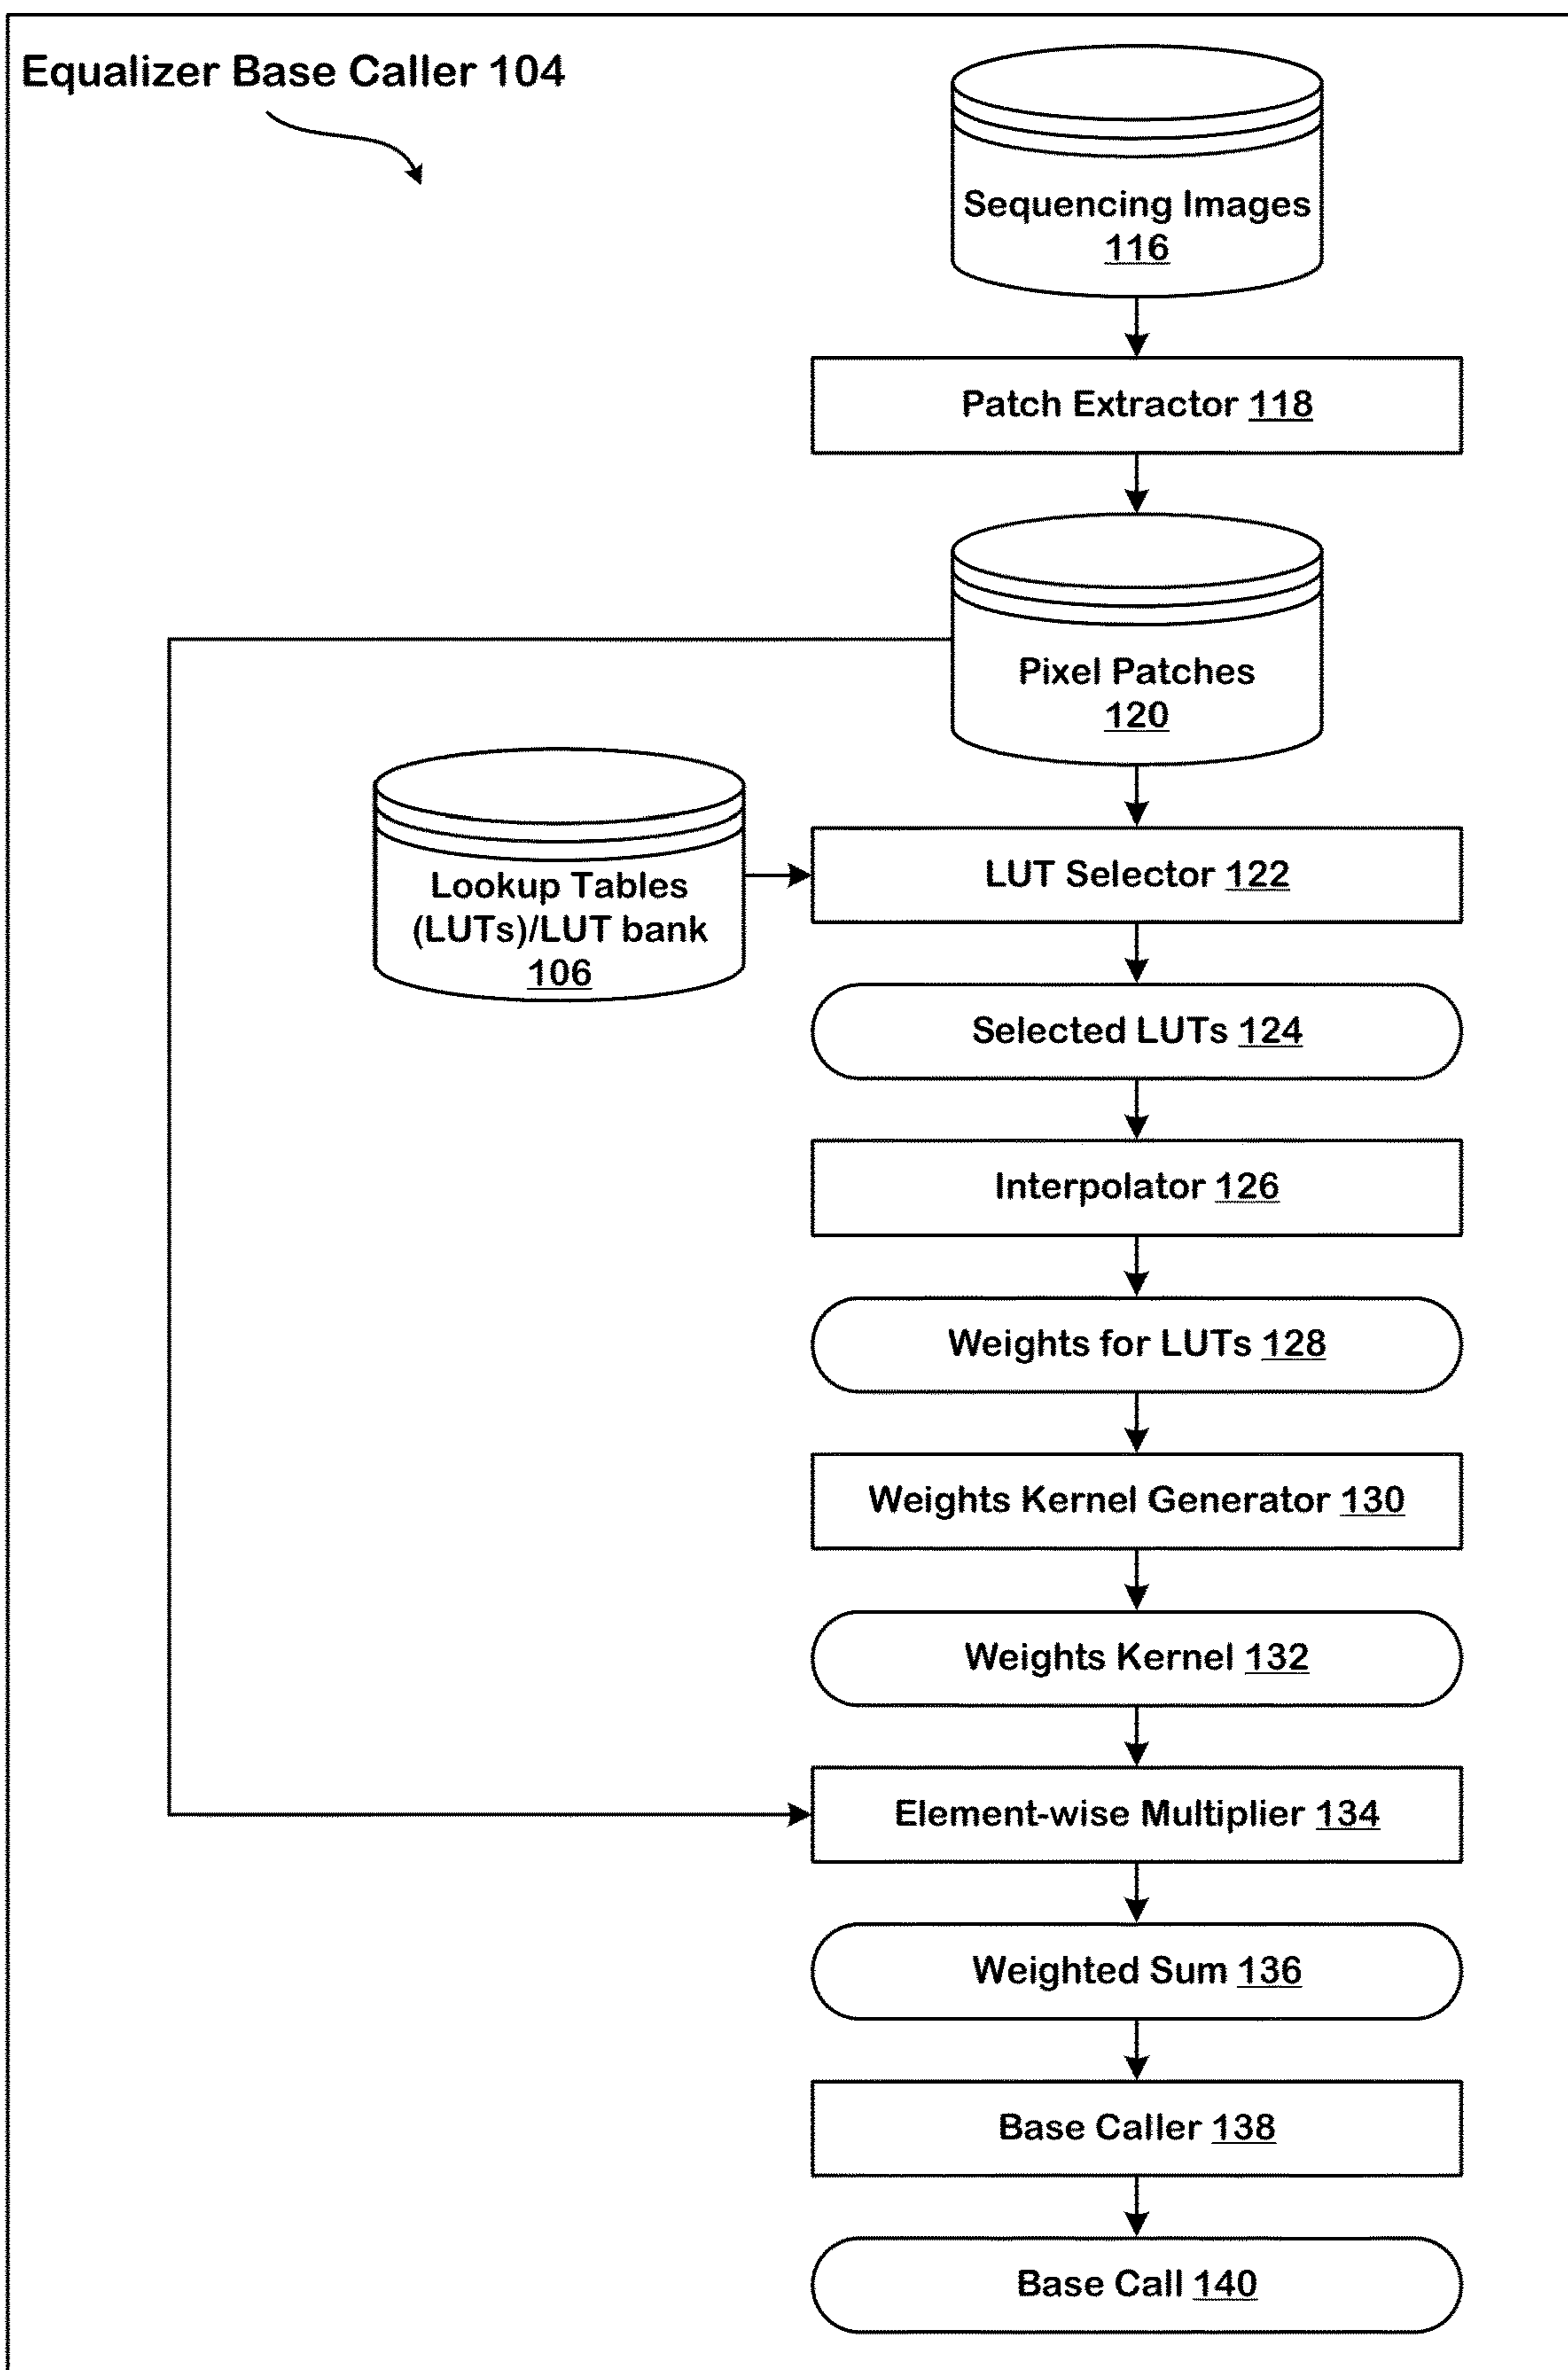 Equalizer Base Caller 104
Sequencing Images
116
Patch Extractor 118
Pixel Patches
120
Lookup Tables
(LUTs)/LUT bank
106
LUT Selector 122
Selected LUTs 124
Interpolator 126
Weights for LUTs 128
Weights Kernel Generator 130
Weights Kernel 132
Element-wise Multiplier 134
Weighted Sum 136
Base Caller 138
Base Call 140